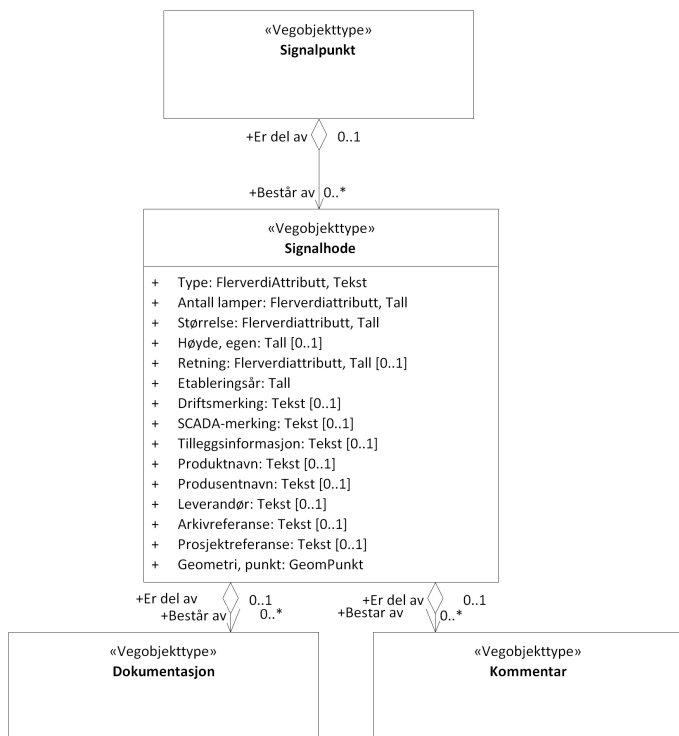 «Vegobjekttype»
Signalpunkt
+Er del av 0..1
+Består av 0..*
«Vegobjekttype»
Signalhode
+ Type: FlerverdiAttributt, Tekst
+ Antall lamper: Flerverdiattributt, Tall
+ Størrelse: Flerverdiattributt, Tall
+ Høyde, egen: Tall [0..1]
+ Retning: Flerverdiattributt, Tall [0..1]
+ Etableringsår: Tall
+ Driftsmerking: Tekst [0..1]
+ SCADA-merking: Tekst [0..1]
+ Tilleggsinformasjon: Tekst [0..1]
+ Produktnavn: Tekst [0..1]
+ Produsentnavn: Tekst [0..1]
+ Leverandør: Tekst [0..1]
+ Arkivreferanse: Tekst [0..1]
+ Prosjektreferanse: Tekst [0..1]
+ Geometri, punkt: GeomPunkt
+Er del av 0..1 +Er del av 0..1
+Består av 0..* +Bestar av 0..*
«Vegobjekttype» «Vegobjekttype»
Dokumentasjon Kommentar